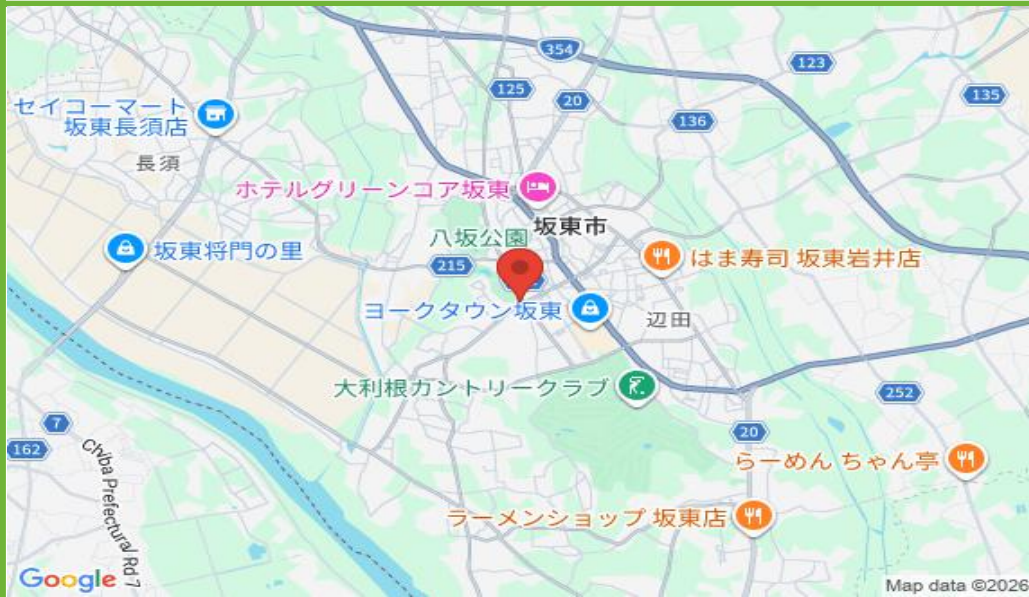 354
123
125
20
135
136
セイコーマート
坂東長須店
長須
ホテルグリーンコア坂東
坂東市
八坂公園
坂東将門の里
215
はま寿司 坂東岩井店
ヨークタウン坂東
辺田
大利根カントリークラブ
252
7
20
162
Chiba Prefectural Rd 7
らーめん ちゃん亭
ラーメンショップ 坂東店
Google
Map data ©2026